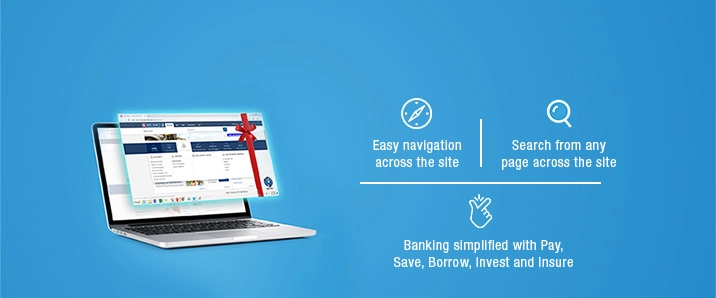 Easy navigation
across the site
Search from any
page across the site
Banking simplified with Pay,
Save, Borrow, Invest and Insure